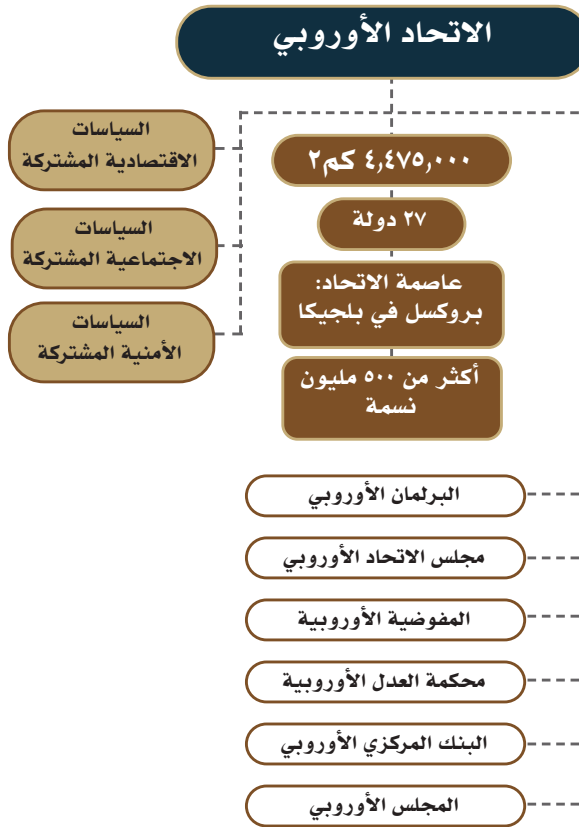 الاتحاد الأوروبي
٤,٤٧٥,٠٠٠ كم٢
٢٧ دولة
عاصمة الاتحاد:
بروكسل في بلجيكا
أكثر من ٥٠٠ مليون
نسمة
السياسات
الاقتصادية المشتركة
السياسات
الاجتماعية المشتركة
السياسات
الأمنية المشتركة
البرلمان الأوروبي
مجلس الاتحاد الأوروبي
المفوضية الأوروبية
محكمة العدل الأوروبية
البنك المركزي الأوروبي
المجلس الأوروبي